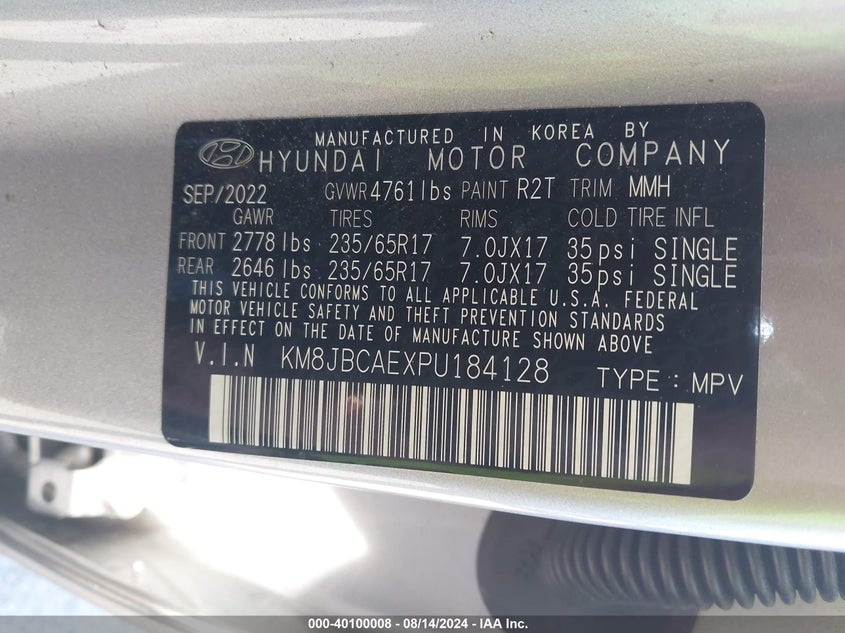 MANUFACTURED IN KOREA BY
HYUNDAI MOTOR COMPANY
SEP/2022 GVWR 4761 lbs PAINT R2T TRIM MMH
GAWR TIRES RIMS COLD TIRE INFL
FRONT 2778 lbs 235/65R17 7.0JX17 35psi SINGLE
REAR 2646 lbs 235/65R17 7.0JX17 35psi SINGLE
THIS VEHICLE CONFORMS TO ALL APPLICABLE U.S.A. FEDERAL
MOTOR VEHICLE SAFETY AND THEFT PREVENTION STANDARDS
IN EFFECT ON THE DATE OF MANUFACTURE SHOWN ABOVE
V.I.N KM8JBCAEXPU184128 TYPE : MPV
000-40100008 - 08/14/2024 - IAA Inc.